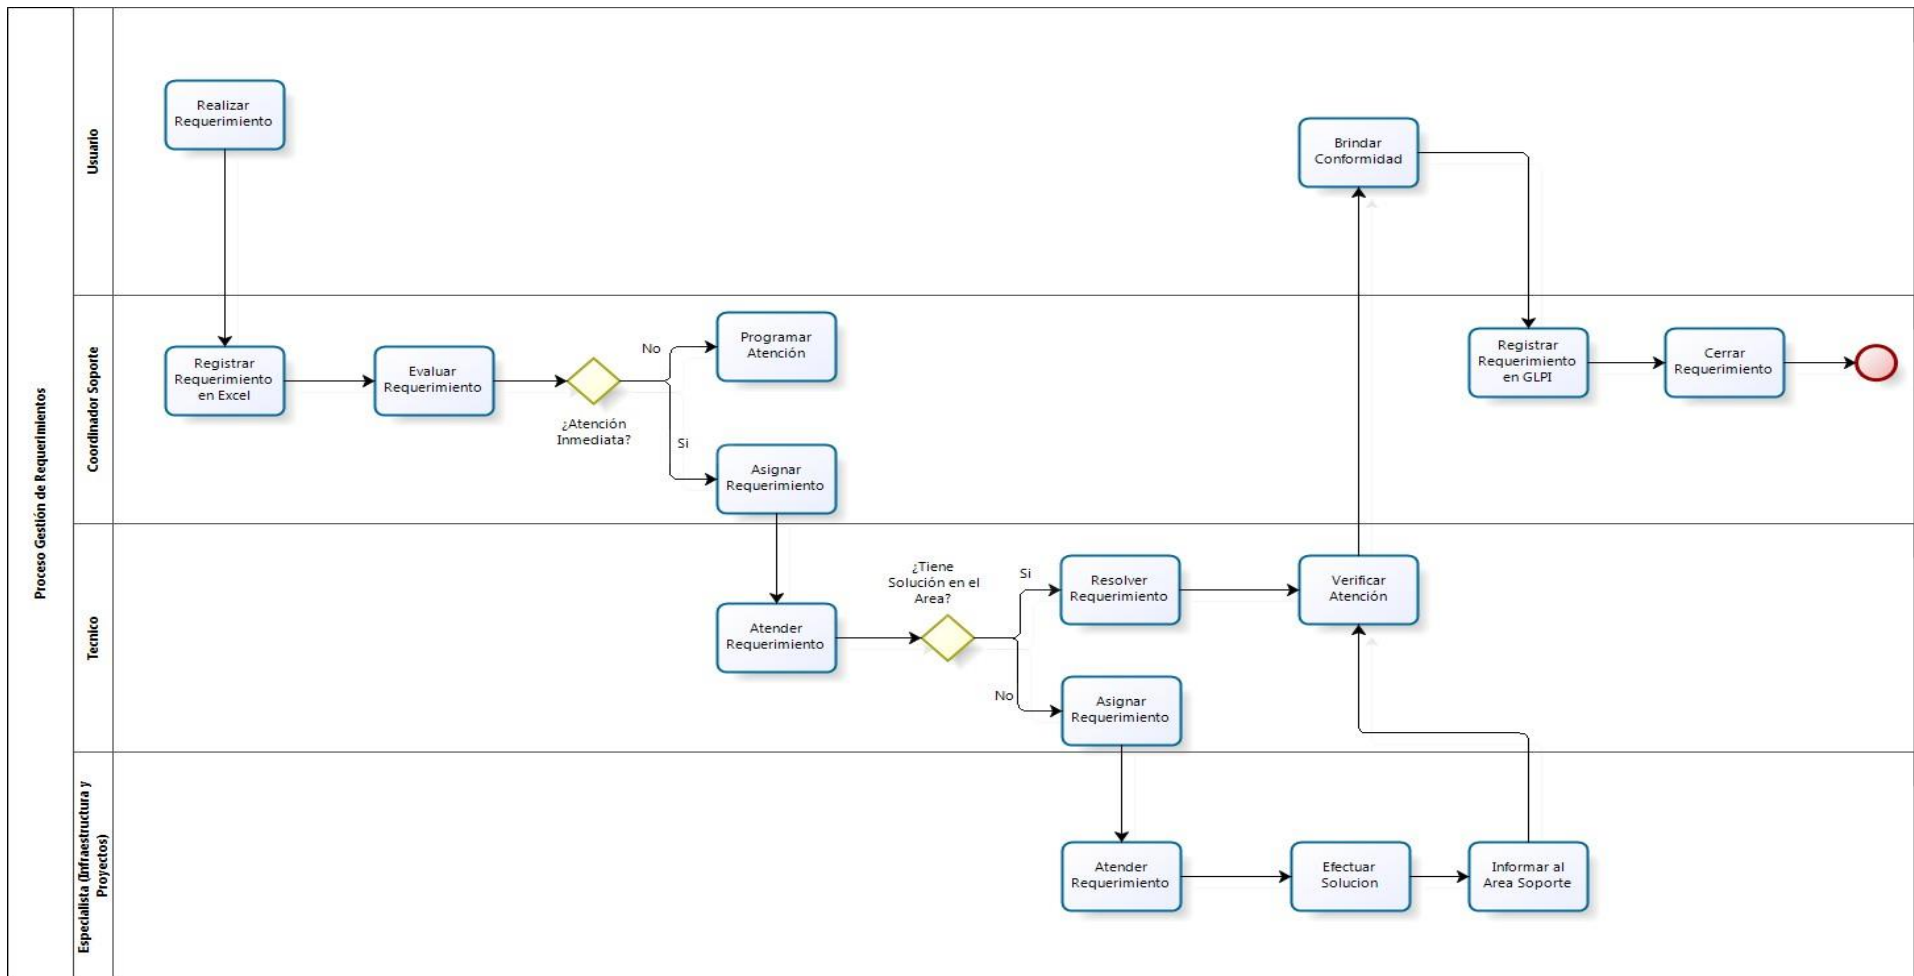 Proceso Gestión de Requerimientos
Usuario
Realizar
Requerimiento
Brindar
Conformidad
Coordinador Soporte
Registrar
Requerimiento
en Excel
Evaluar
Requerimiento
¿Atención
Inmediata?
No
Si
Programar
Atención
Asignar
Requerimiento
Registrar
Requerimiento
en GLPI
Cerrar
Requerimiento
Tecnico
Atender
Requerimiento
¿Tiene
Solución en el
Area?
Si
No
Resolver
Requerimiento
Asignar
Requerimiento
Verificar
Atención
Especialista (Infraestructura y
Proyectos)
Atender
Requerimiento
Efectuar
Solucion
Informar al
Area Soporte